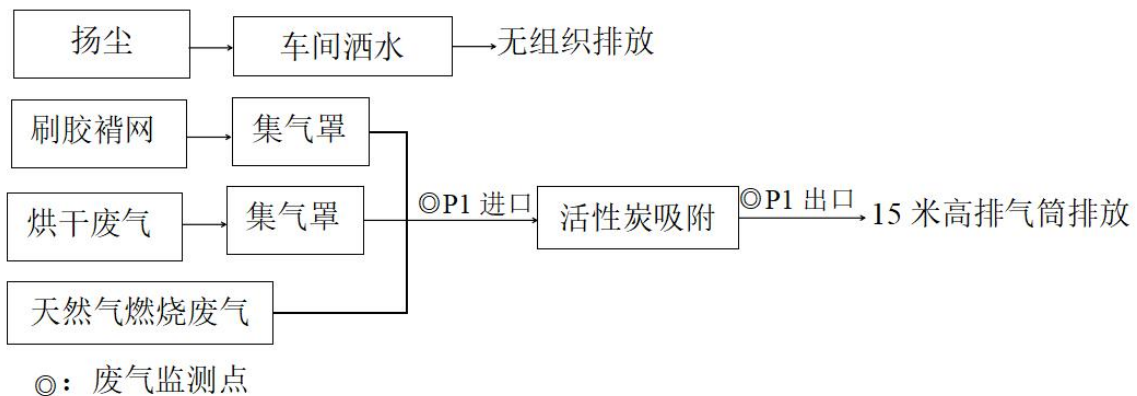 扬尘 车间洒水 无组织排放
刷胶褙网 集气罩
烘干废气 集气罩 ◎P1 进口 活性炭吸附 ◎P1 出口 15 米高排气筒排放
天然气燃烧废气
◎：废气监测点